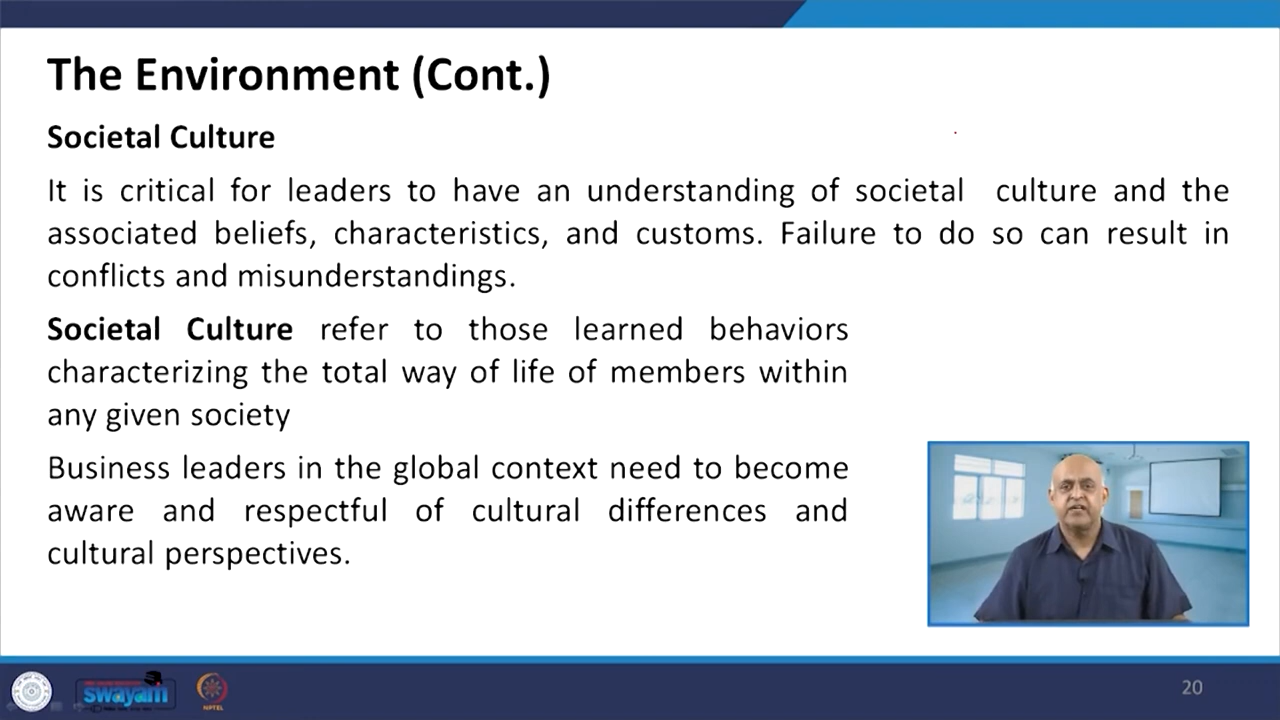 The Environment (Cont.)
Societal Culture
It is critical for leaders to have an understanding of societal culture and the
associated beliefs, characteristics, and customs. Failure to do so can result in
conflicts and misunderstandings.
Societal Culture refer to those learned behaviors
characterizing the total way of life of members within
any given society
Business leaders in the global context need to become
aware and respectful of cultural differences and
cultural perspectives.
swayam
NPTEL
20